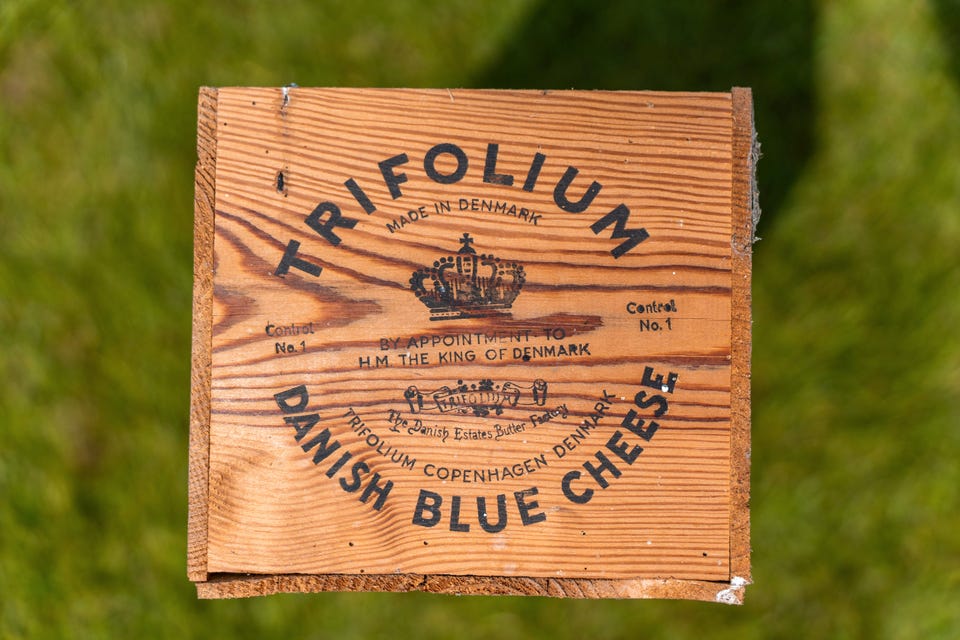 TRIFOLIUM
MADE IN DENMARK
Control
No. 1
Control
No. 1
BY APPOINTMENT TO
H.M THE KING OF DENMARK
TRIFOLIUM
The Danish Estates Butter Factory
TRIFOLIUM COPENHAGEN DENMARK
DANISH BLUE CHEESE